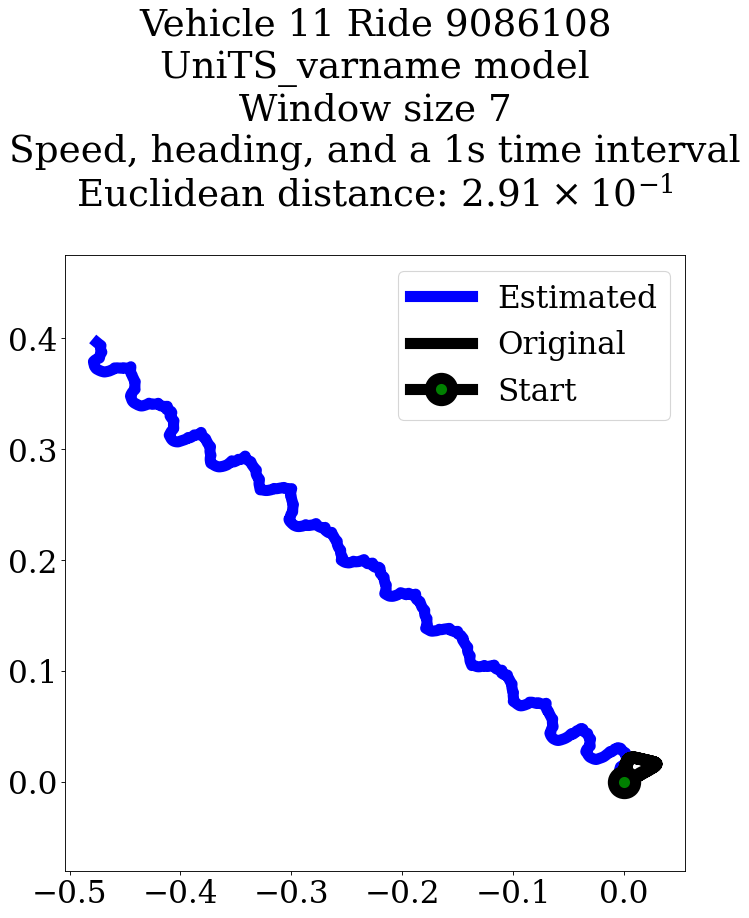 Vehicle 11 Ride 9086108
UniTS_varname model
Window size 7
Speed, heading, and a 1s time interval
Euclidean distance: 2.91 × 10⁻¹
Estimated
Original
Start
0.4
0.3
0.2
0.1
0.0
−0.5 −0.4 −0.3 −0.2 −0.1 0.0